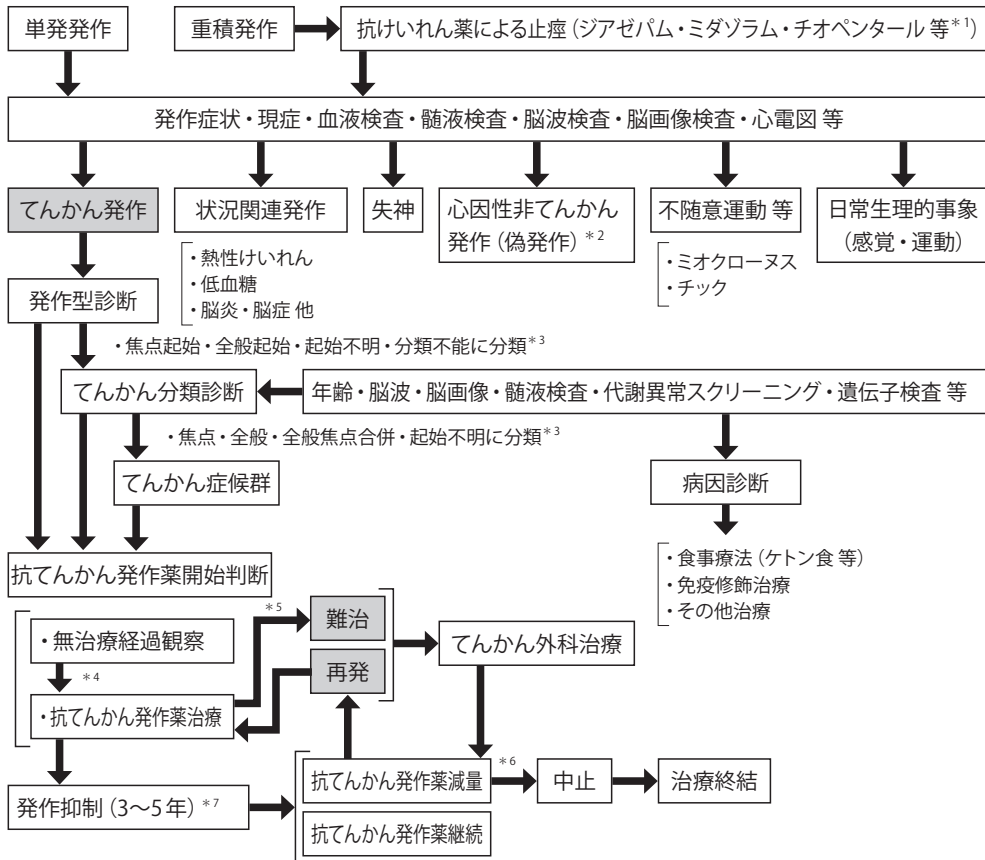 単発発作
重積発作
抗けいれん薬による止痙（ジアゼパム・ミダゾラム・チオペンタール 等＊1）
発作症状・現症・血液検査・髄液検査・脳波検査・脳画像検査・心電図 等
てんかん発作
状況関連発作
失神
心因性非てんかん
発作（偽発作）＊2
不随意運動 等
日常生理的事象
（感覚・運動）
・熱性けいれん
・低血糖
・脳炎・脳症 他
・ミオクローヌス
・チック
発作型診断
・焦点起始・全般起始・起始不明・分類不能に分類＊3
てんかん分類診断
年齢・脳波・脳画像・髄液検査・代謝異常スクリーニング・遺伝子検査 等
・焦点・全般・全般焦点合併・起始不明に分類＊3
てんかん症候群
病因診断
・食事療法（ケトン食 等）
・免疫修飾治療
・その他治療
抗てんかん発作薬開始判断
・無治療経過観察
＊4
・抗てんかん発作薬治療
＊5
難治
再発
てんかん外科治療
発作抑制（3〜5年）＊7
抗てんかん発作薬減量
＊6
中止
治療終結
抗てんかん発作薬継続